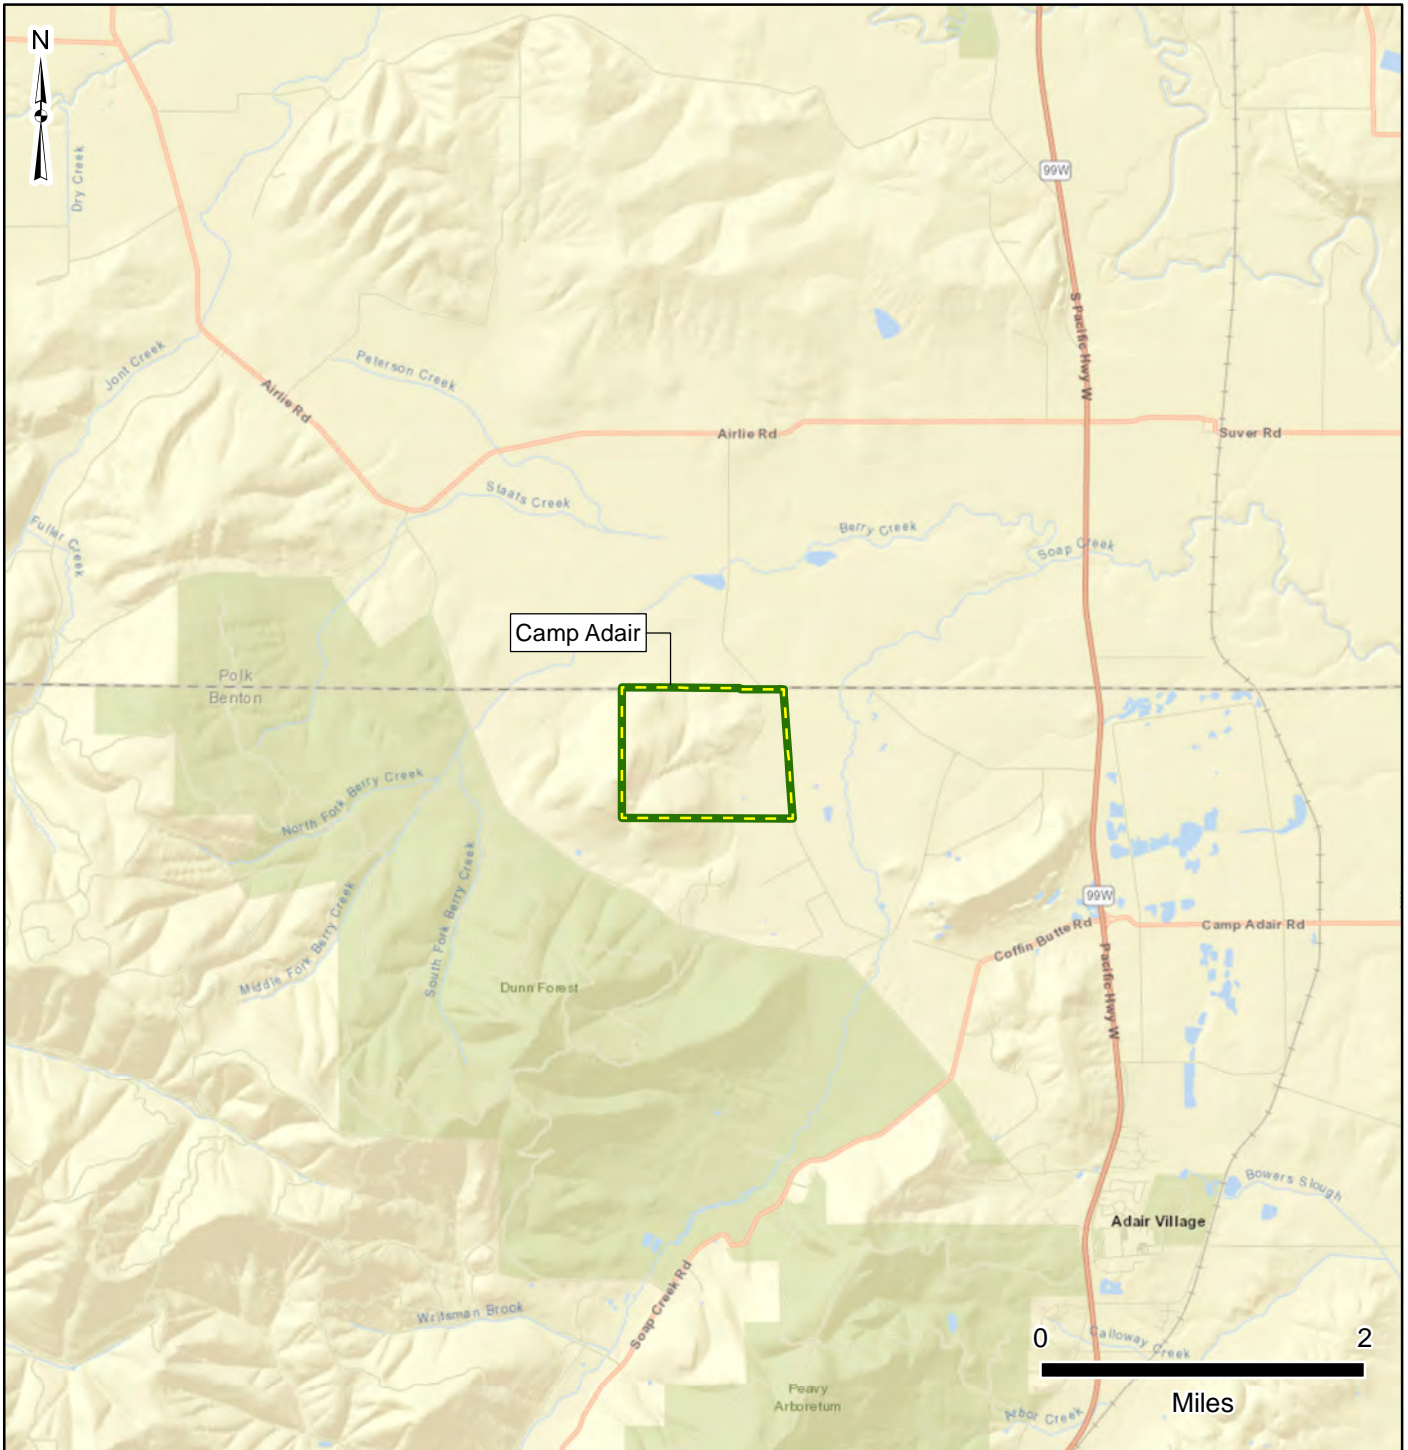 N
Dry Creek
99W
S Pacific Hwy W
Jont Creek
Peterson Creek
Airlie Rd
Airlie Rd
Suver Rd
Staats Creek
Berry Creek
Soap Creek
Fuller Creek
Camp Adair
Polk
Benton
North Fork Berry Creek
South Fork Berry Creek
Middle Fork Berry Creek
99W
Camp Adair Rd
Coffin Butte Rd
Pacific Hwy W
Dunn Forest
Bowers Slough
Adair Village
Soap Creek Rd
Writsman Brook
0
2
Miles
Calloway Creek
Peavy
Arboretum
Arbor Creek